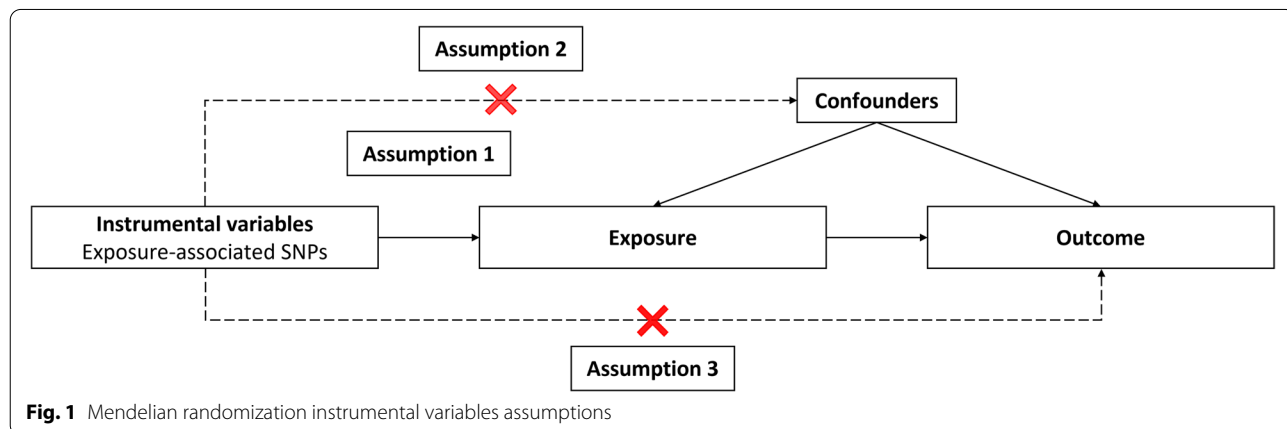 Assumption 2
Confounders
Assumption 1
Instrumental variables
Exposure-associated SNPs
Exposure
Outcome
Assumption 3
Fig. 1 Mendelian randomization instrumental variables assumptions